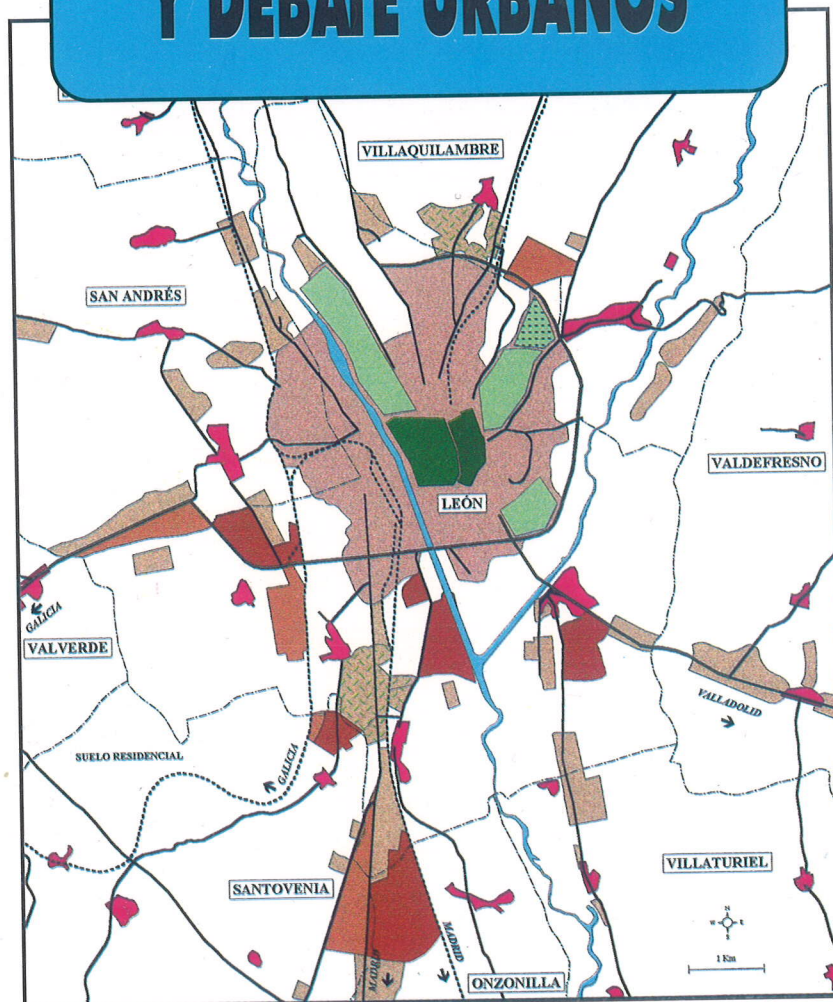 Y DEBATE URBANOS
VILLAQUILAMBRE
SAN ANDRÉS
VALDEFRESNO
LEÓN
GALICIA
VALVERDE
VALLADOLID
SUELO RESIDENCIAL
GALICIA
VILLATURIEL
SANTOVENIA
N
W E
S
1 Km
MADRID
MADRID
ONZONILLA